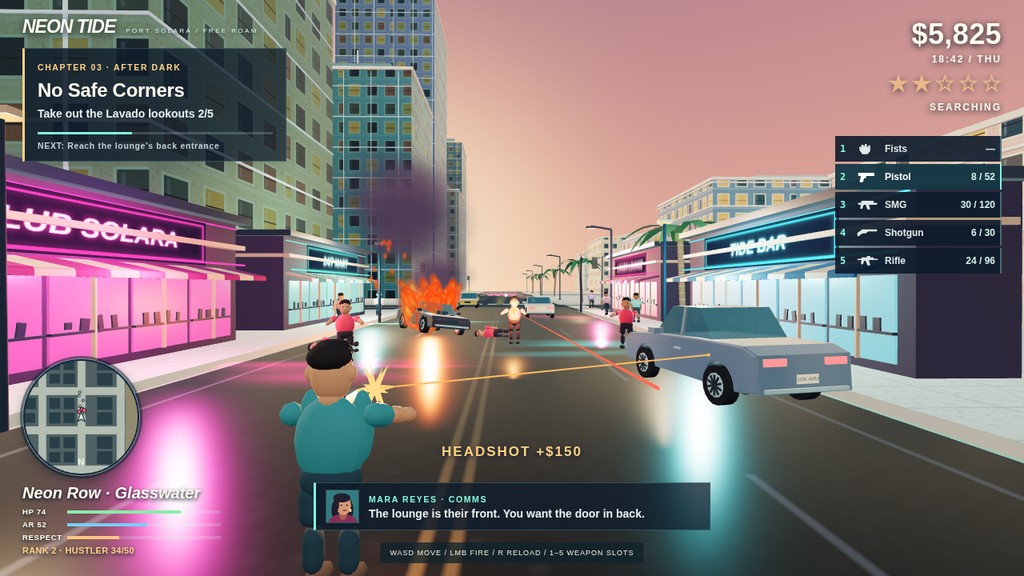 NEON TIDE PORT SOLARA / FREE ROAM
CHAPTER 03 · AFTER DARK
No Safe Corners
Take out the Lavado lookouts 2/5
NEXT: Reach the lounge's back entrance
$5,825
18:42 / THU
SEARCHING
1 Fists —
2 Pistol 8 / 52
3 SMG 30 / 120
4 Shotgun 6 / 30
5 Rifle 24 / 96
LUB SOLARA
TIDE BAR
SOLARA
N
HEADSHOT +$150
MARA REYES · COMMS
The lounge is their front. You want the door in back.
Neon Row · Glasswater
HP 74
AR 52
RESPECT
RANK 2 · HUSTLER 34/50
WASD MOVE / LMB FIRE / R RELOAD / 1–5 WEAPON SLOTS